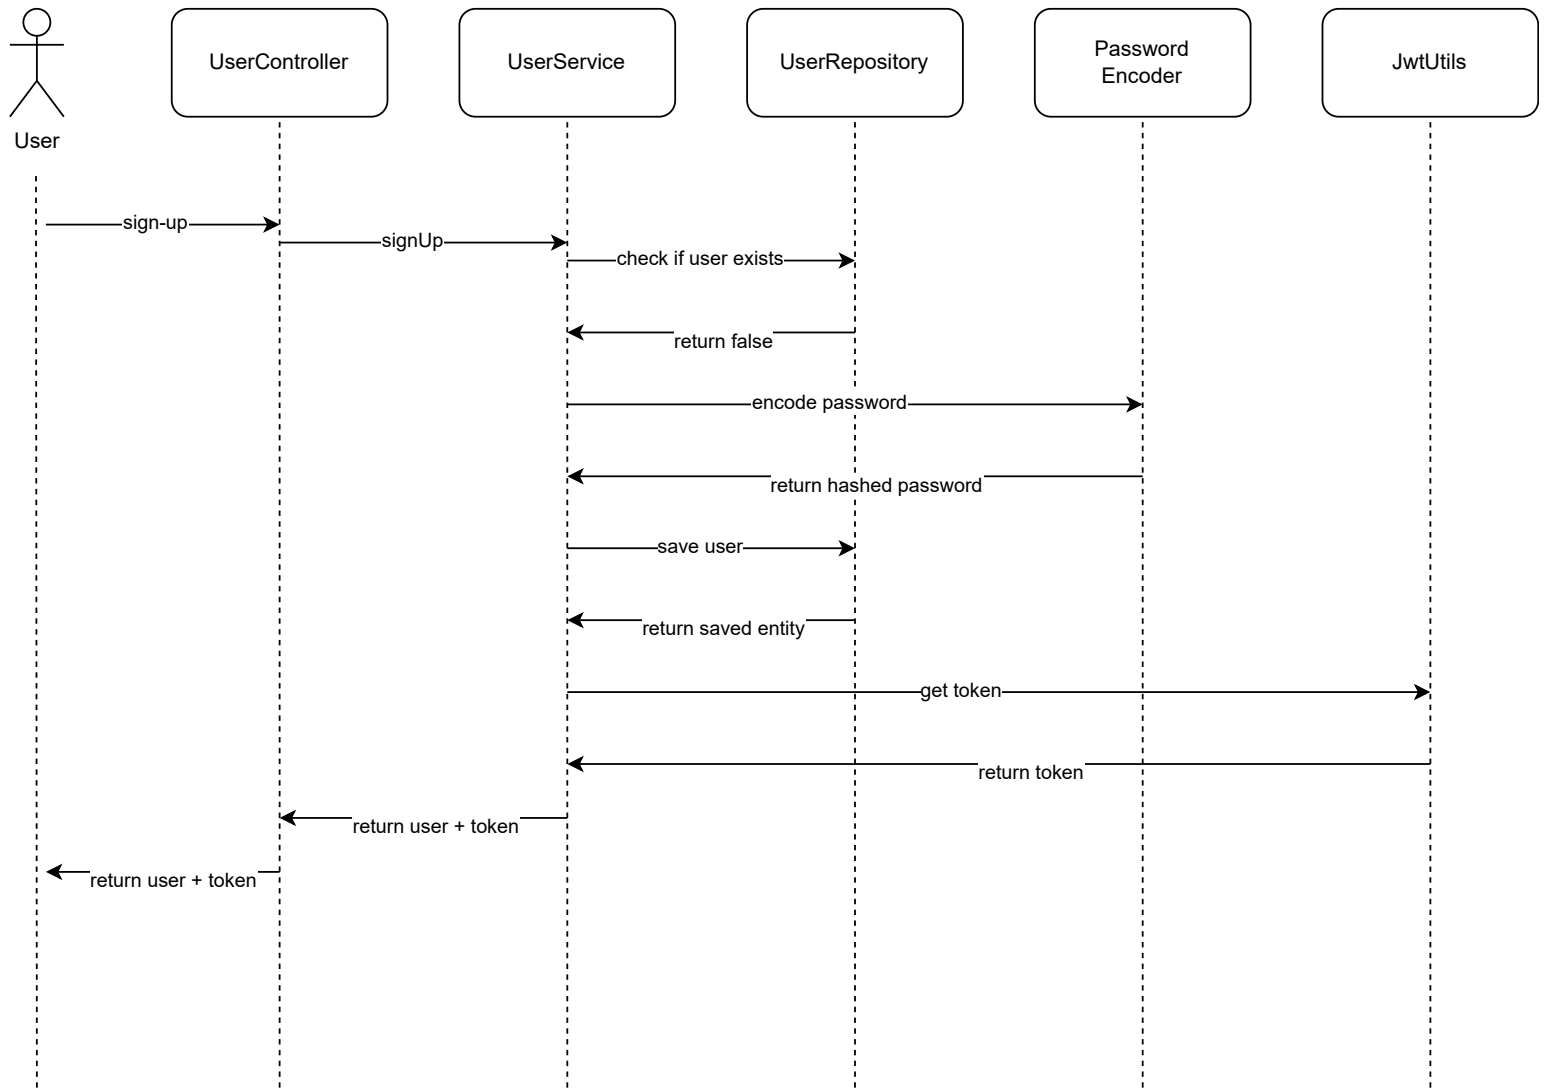 User
UserController
UserService
UserRepository
Password
Encoder
JwtUtils
sign-up
signUp
check if user exists
return false
encode password
return hashed password
save user
return saved entity
get token
return token
return user + token
return user + token